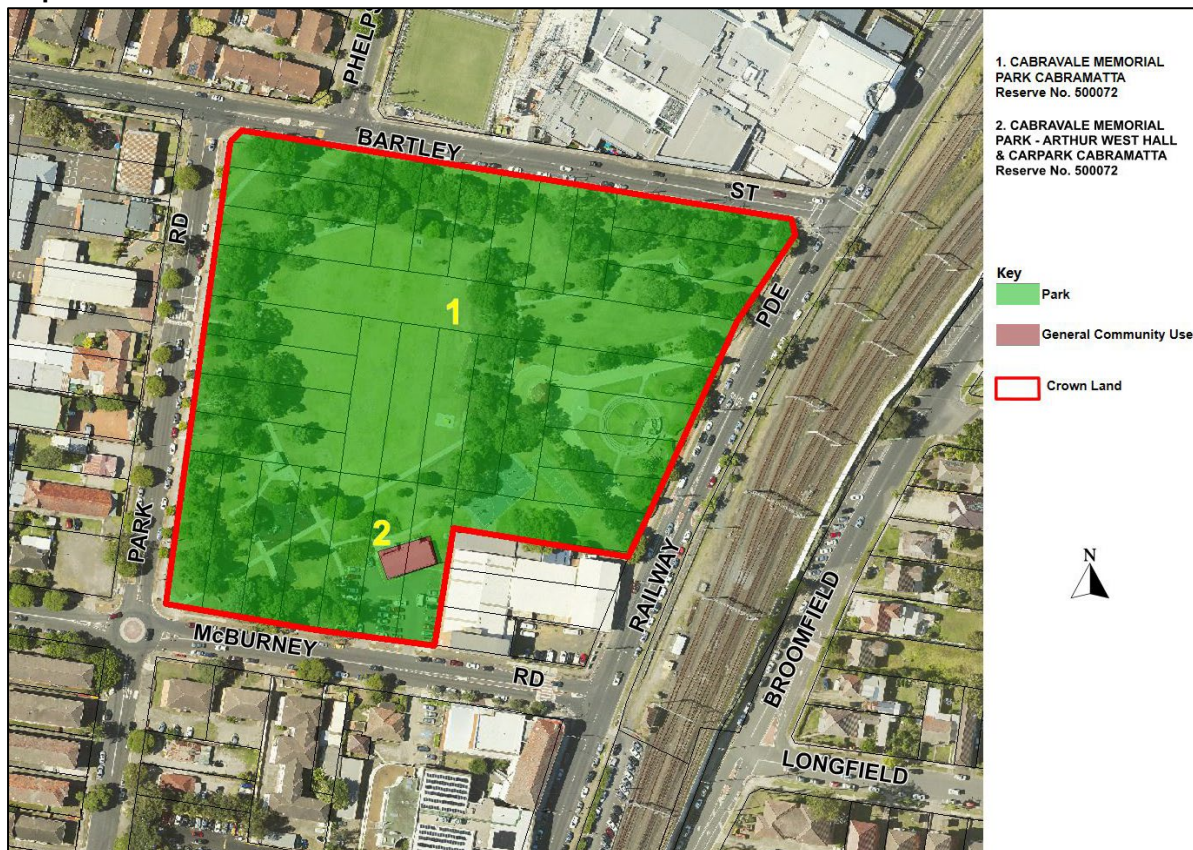 PHELPS
BARTLEY
ST
RD
PDE
1
2
PARK
RAILWAY
BROOMFIELD
McBURNEY
RD
LONGFIELD
1. CABRAVALE MEMORIAL
PARK CABRAMATTA
Reserve No. 500072
2. CABRAVALE MEMORIAL
PARK - ARTHUR WEST HALL
& CARPARK CABRAMATTA
Reserve No. 500072
Key
Park
General Community Use
Crown Land
N